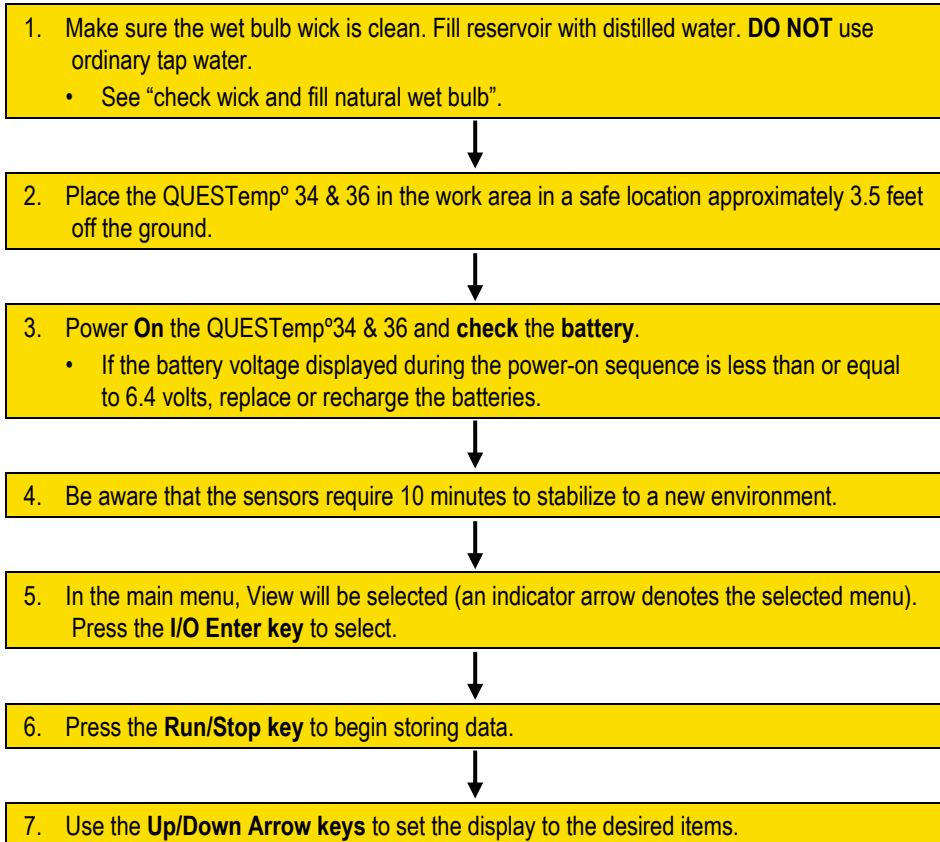 1. Make sure the wet bulb wick is clean. Fill reservoir with distilled water. DO NOT use
ordinary tap water.
• See “check wick and fill natural wet bulb”.
2. Place the QUESTempº 34 & 36 in the work area in a safe location approximately 3.5 feet
off the ground.
3. Power On the QUESTempº34 & 36 and check the battery.
• If the battery voltage displayed during the power-on sequence is less than or equal
to 6.4 volts, replace or recharge the batteries.
4. Be aware that the sensors require 10 minutes to stabilize to a new environment.
5. In the main menu, View will be selected (an indicator arrow denotes the selected menu).
Press the I/O Enter key to select.
6. Press the Run/Stop key to begin storing data.
7. Use the Up/Down Arrow keys to set the display to the desired items.